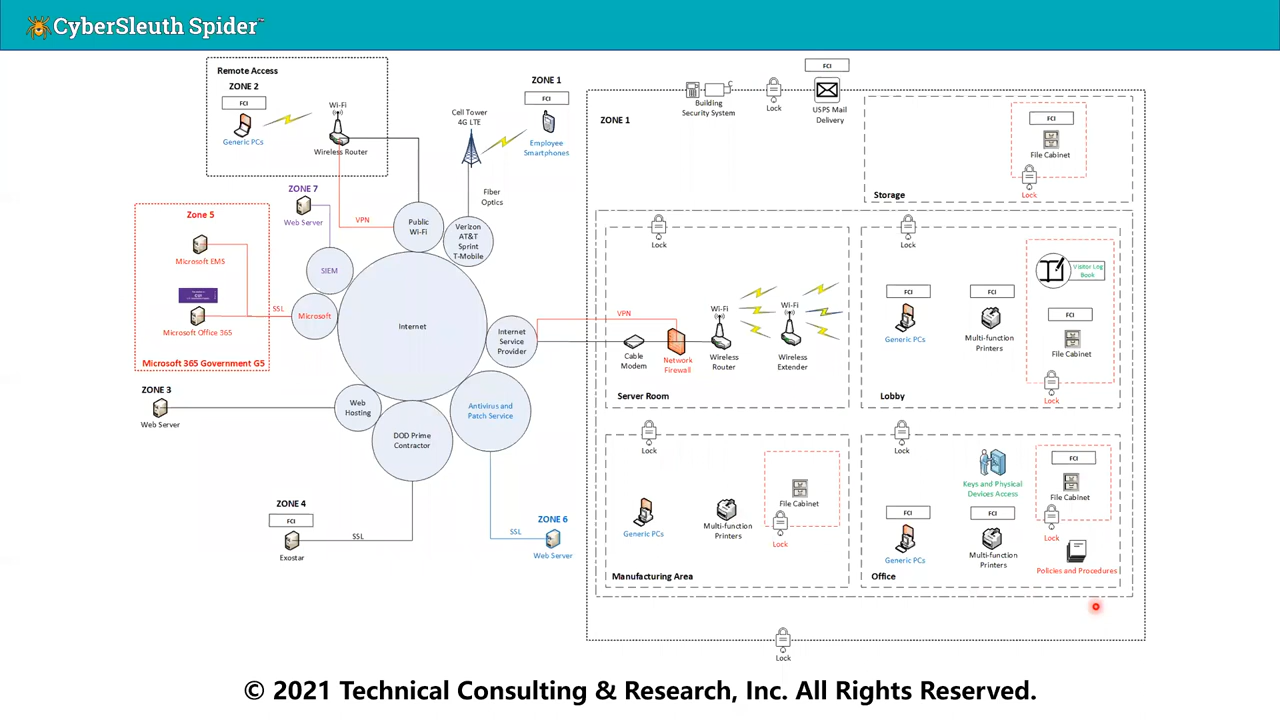 CyberSleuth Spider™
Remote Access
ZONE 2
FCI
Generic PCs
Wi-Fi
Wireless Router
Cell Tower
4G LTE
ZONE 1
FCI
Employee
Smartphones
Fiber
Optics
ZONE 7
Web Server
VPN
Public
Wi-Fi
Verizon
AT&T
Sprint
T-Mobile
Zone 5
Microsoft EMS
Microsoft Office 365
Microsoft 365 Government G5
SSL
SIEM
Microsoft
Internet
Internet
Service
Provider
ZONE 3
Web Server
Web
Hosting
DOD Prime
Contractor
Antivirus and
Patch Service
ZONE 4
FCI
Exostar
SSL
SSL
ZONE 6
Web Server
ZONE 1
Building
Security System
Lock
FCI
USPS Mail
Delivery
FCI
File Cabinet
Lock
Storage
Lock
VPN
Cable
Modem
Network
Firewall
Wi-Fi
Wireless
Router
Wi-Fi
Wireless
Extender
Server Room
Lock
FCI
Generic PCs
FCI
Multi-function
Printers
Visitor Log
Book
FCI
File Cabinet
Lock
Lobby
Lock
Generic PCs
Multi-function
Printers
File Cabinet
Lock
Manufacturing Area
Lock
Keys and Physical
Devices Access
FCI
File Cabinet
Lock
FCI
Generic PCs
FCI
Multi-function
Printers
Policies and Procedures
Office
Lock
© 2021 Technical Consulting & Research, Inc. All Rights Reserved.